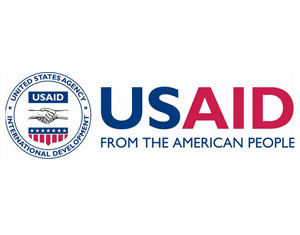 UNITED STATES AGENCY
USAID
INTERNATIONAL DEVELOPMENT
USAID
FROM THE AMERICAN PEOPLE